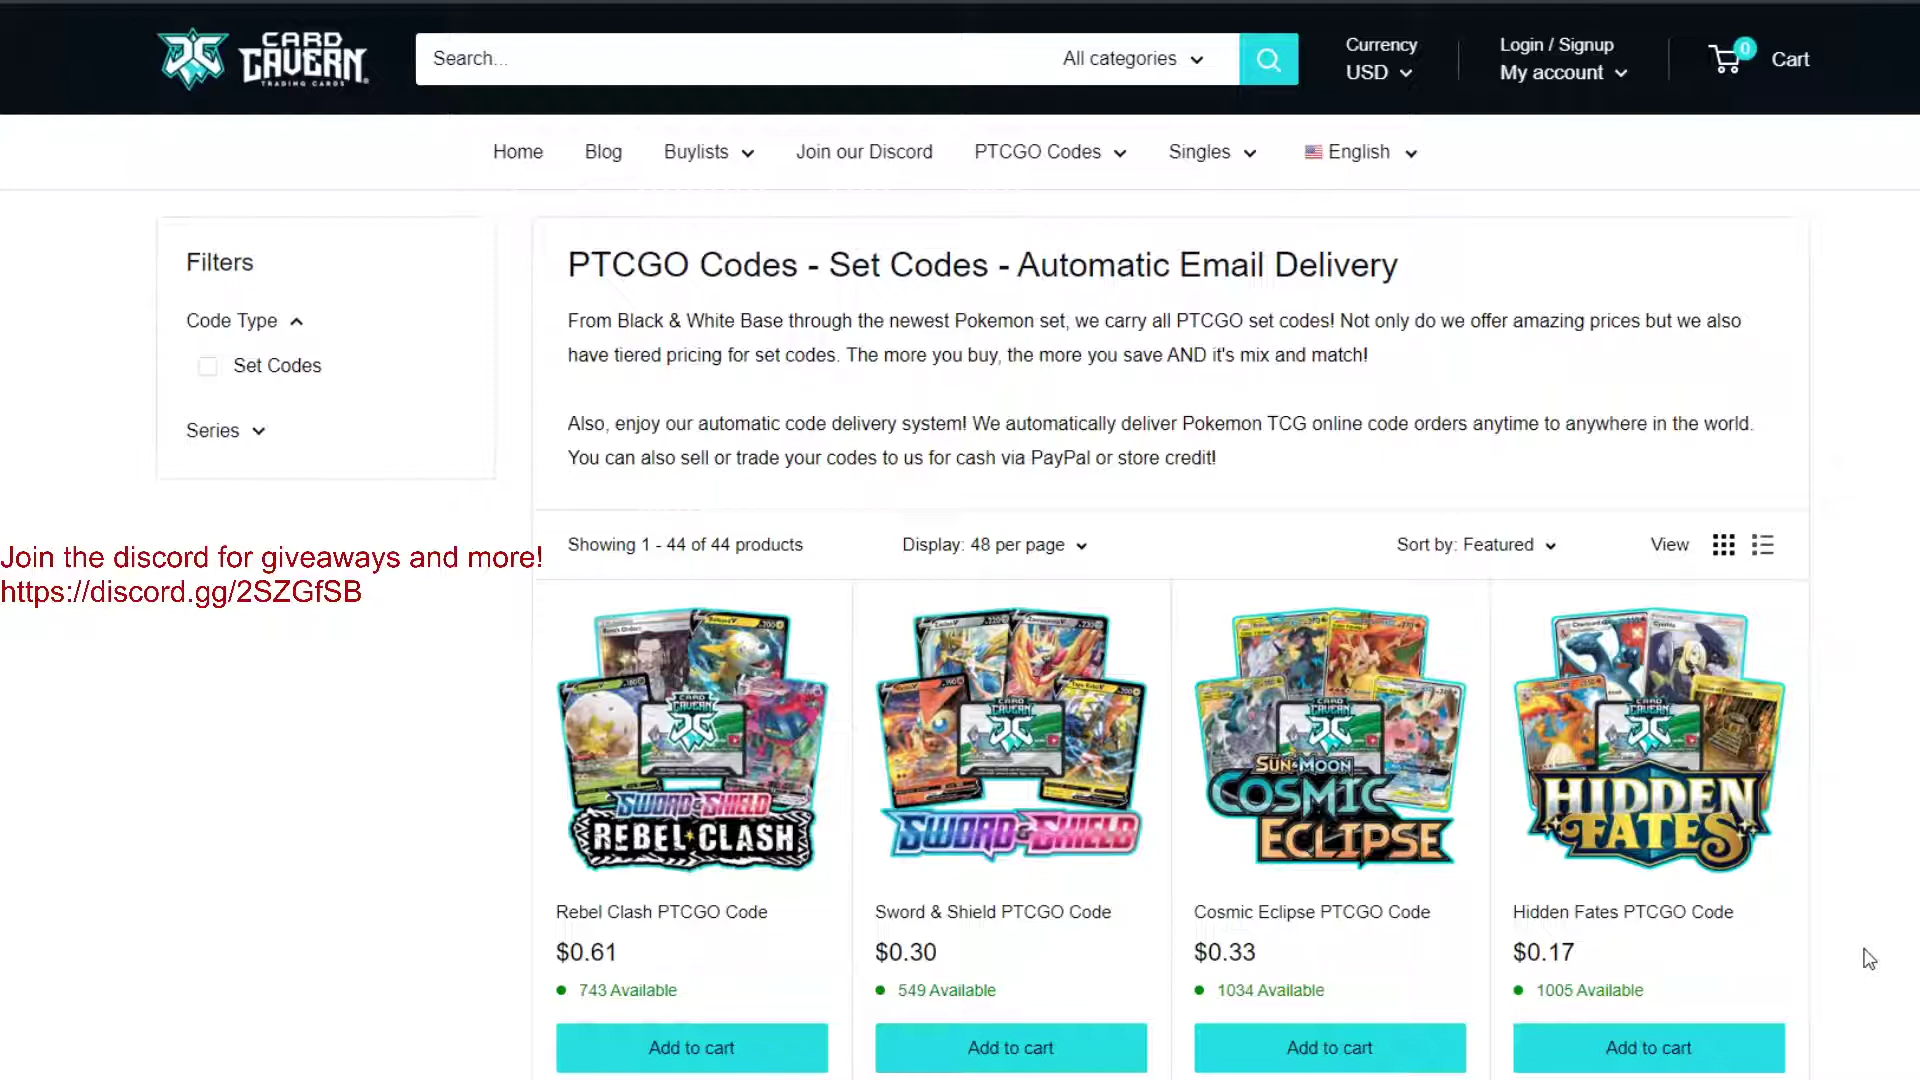 CARD
CAVERN
TRADING CARDS
Search...
All categories
Currency
USD
Login / Signup
My account
0
Cart
Home
Blog
Buylists
Join our Discord
PTCGO Codes
Singles
English
Filters
Code Type
Set Codes
Series
PTCGO Codes - Set Codes - Automatic Email Delivery
From Black & White Base through the newest Pokemon set, we carry all PTCGO set codes! Not only do we offer amazing prices but we also
have tiered pricing for set codes. The more you buy, the more you save AND it's mix and match!
Also, enjoy our automatic code delivery system! We automatically deliver Pokemon TCG online code orders anytime to anywhere in the world.
You can also sell or trade your codes to us for cash via PayPal or store credit!
Join the discord for giveaways and more!
https://discord.gg/2SZGfSB
Showing 1 - 44 of 44 products
Display: 48 per page
Sort by: Featured
View
CARD CAVERN
SWORD & SHIELD
REBEL CLASH
CARD CAVERN
SWORD & SHIELD
CARD CAVERN
SUN & MOON
COSMIC
ECLIPSE
CARD CAVERN
HIDDEN
FATES
Rebel Clash PTCGO Code
$0.61
743 Available
Add to cart
Sword & Shield PTCGO Code
$0.30
549 Available
Add to cart
Cosmic Eclipse PTCGO Code
$0.33
1034 Available
Add to cart
Hidden Fates PTCGO Code
$0.17
1005 Available
Add to cart